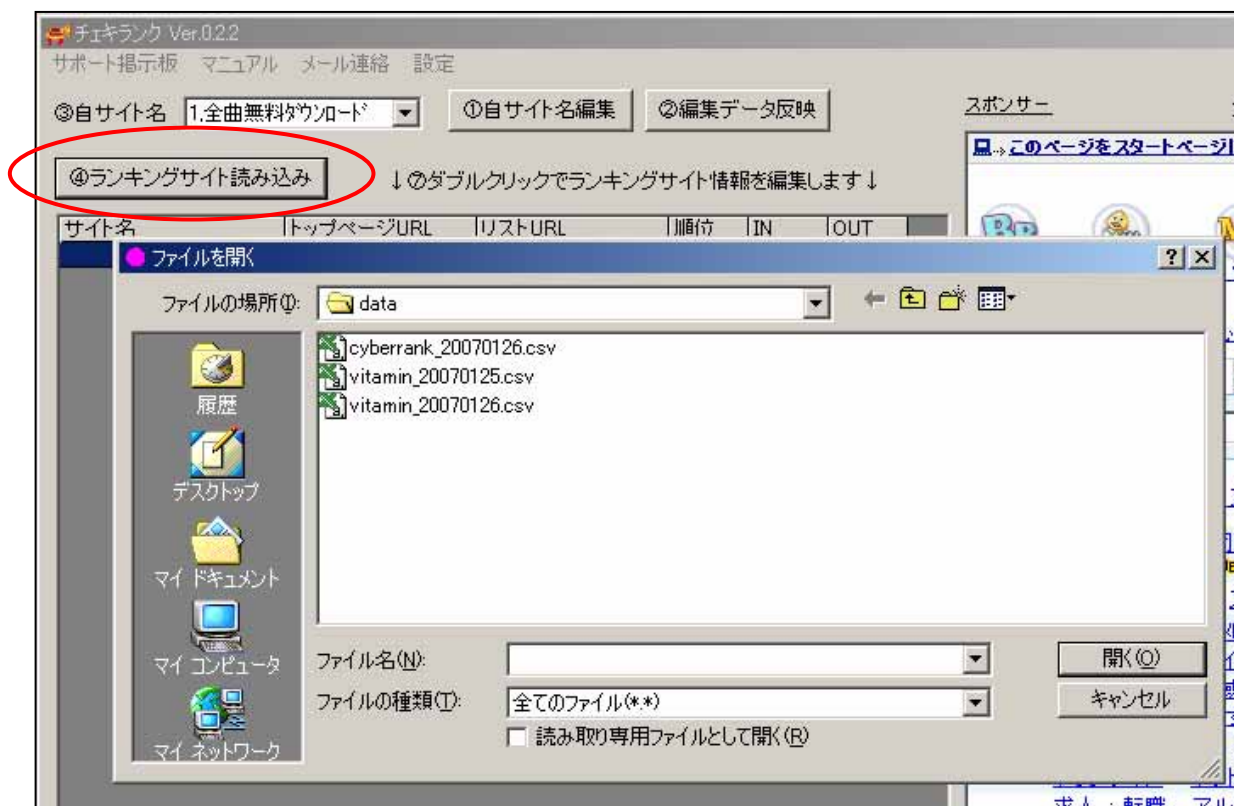 チェキランク Ver.0.2.2
サポート掲示板 マニュアル メール連絡 設定
③自サイト名 1.全曲無料ダウンロード ①自サイト名編集 ②編集データ反映 スポンサー
このページをスタートページ
④ランキングサイト読み込み ↓⑦ダブルクリックでランキングサイト情報を編集します↓
サイト名 トップページURL リストURL 順位 IN OUT
ファイルを開く
ファイルの場所(I): data
cyberrank_20070126.csv
vitamin_20070125.csv
vitamin_20070126.csv
履歴
デスクトップ
マイ ドキュメント
マイ コンピュータ
マイ ネットワーク
ファイル名(N): 開く(O)
ファイルの種類(T): 全てのファイル(*.*) キャンセル
読み取り専用ファイルとして開く(R)
求人・転職